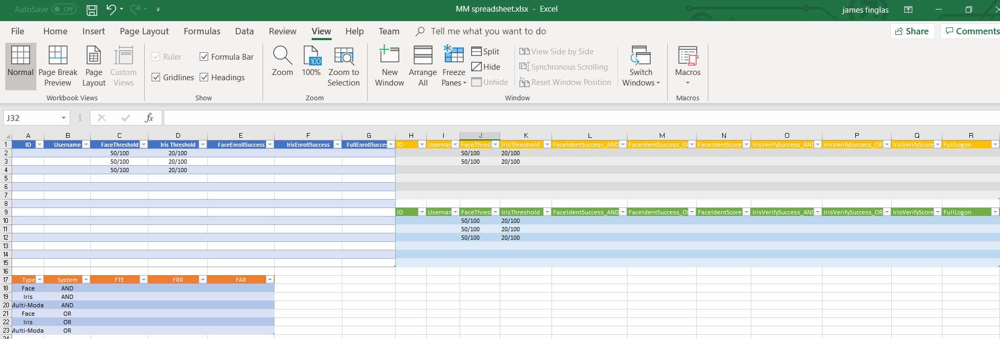 AutoSave Off MM spreadsheet.xlsx - Excel james finglas
File Home Insert Page Layout Formulas Data Review View Help Team Tell me what you want to do Share Comments
Normal Page Break Preview Page Layout Custom Views
Workbook Views
Ruler Formula Bar
Gridlines Headings
Show
Zoom 100% Zoom to Selection
100
Zoom
New Window Arrange All Freeze Panes
Split
Hide
Unhide
View Side by Side
Synchronous Scrolling
Reset Window Position
Switch Windows
Window
Macros
Macros
J32 fx
A B C D E F G H I J K L M N O P Q R
1 ID Username FaceThreshold Iris Threshold FaceEnrollSuccess IrisEnrollSuccess FullEnrollSucces ID Usernan FaceThresl IrisThreshold FaceIdentSuccess_AND FaceIdentSuccess_OI FaceIdentScore IrisVerifySuccess_AND IrisVerifySuccess_OR IrisVerifyScore FullLogon
2 50/100 20/100 50/100 20/100
3 50/100 20/100 50/100 20/100
4 50/100 20/100
5
6
7
8
9 ID Usernan FaceThresl IrisThreshold FaceIdentSuccess_AND FaceIdentSuccess_OI FaceIdentScore IrisVerifySuccess_AND IrisVerifySuccess_OR IrisVerifyScore FullLogon
10 50/100 20/100
11 50/100 20/100
12 50/100 20/100
13
14
15
16
17 Type System FTE FRR FAR
18 Face AND
19 Iris AND
20 Multi-Moda AND
21 Face OR
22 Iris OR
23 Multi-Moda OR
24